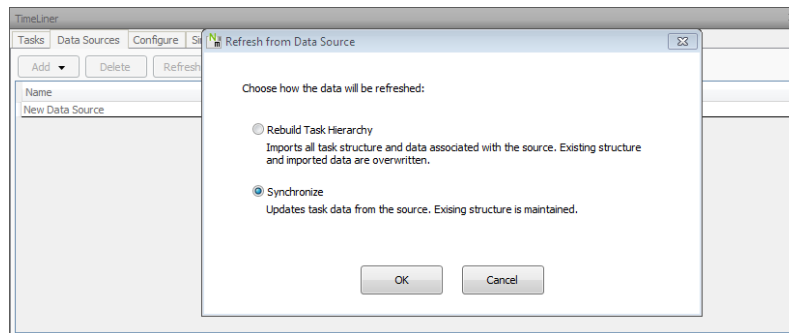 TimeLiner
Tasks Data Sources Configure
Refresh from Data Source
Add Delete Refresh
Name
New Data Source
Choose how the data will be refreshed:
Rebuild Task Hierarchy
Imports all task structure and data associated with the source. Existing structure
and imported data are overwritten.
Synchronize
Updates task data from the source. Exising structure is maintained.
OK Cancel